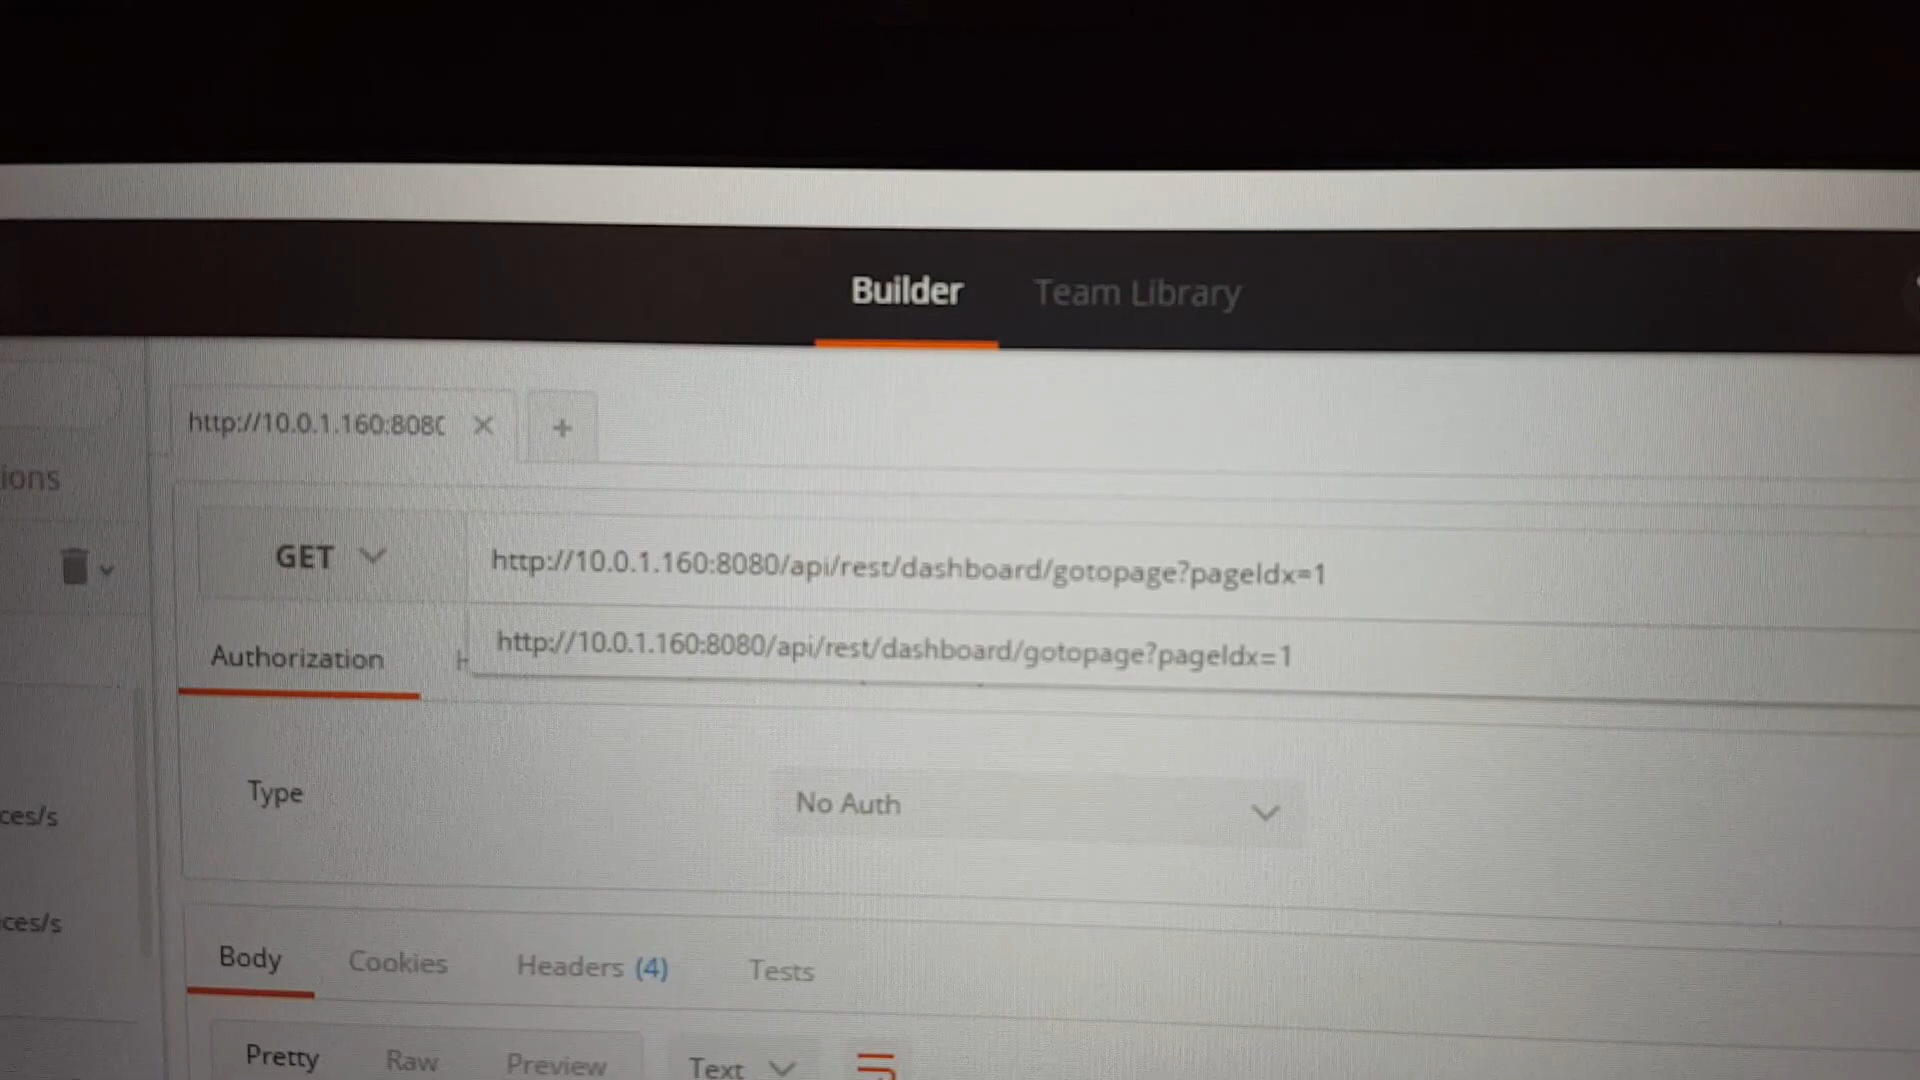 Builder Team Library
http://10.0.1.160:808
ions
GET http://10.0.1.160:8080/api/rest/dashboard/gotopage?pageIdx=1
http://10.0.1.160:8080/api/rest/dashboard/gotopage?pageIdx=1
Authorization
Type No Auth
ces/s
ces/s
Body Cookies Headers (4) Tests
Pretty Raw Preview Text